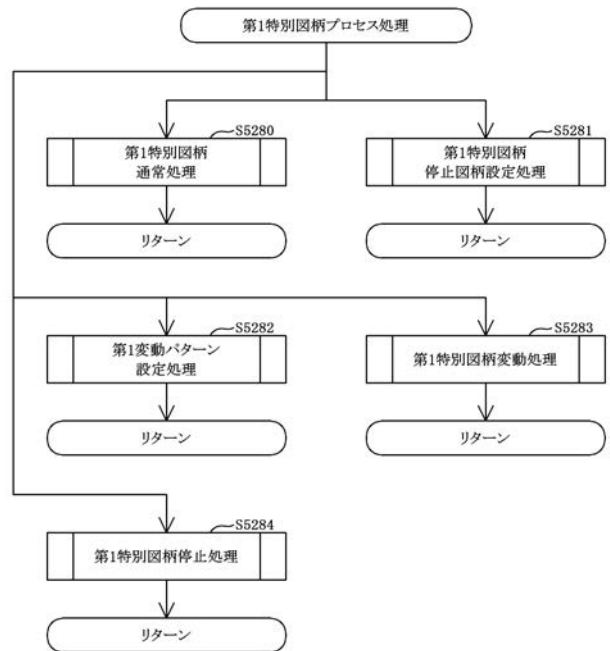 第1特別図柄プロセス処理
S5280
第1特別図柄
通常処理
リターン
S5281
第1特別図柄
停止図柄設定処理
リターン
S5282
第1変動パターン
設定処理
リターン
S5283
第1特別図柄変動処理
リターン
S5284
第1特別図柄停止処理
リターン